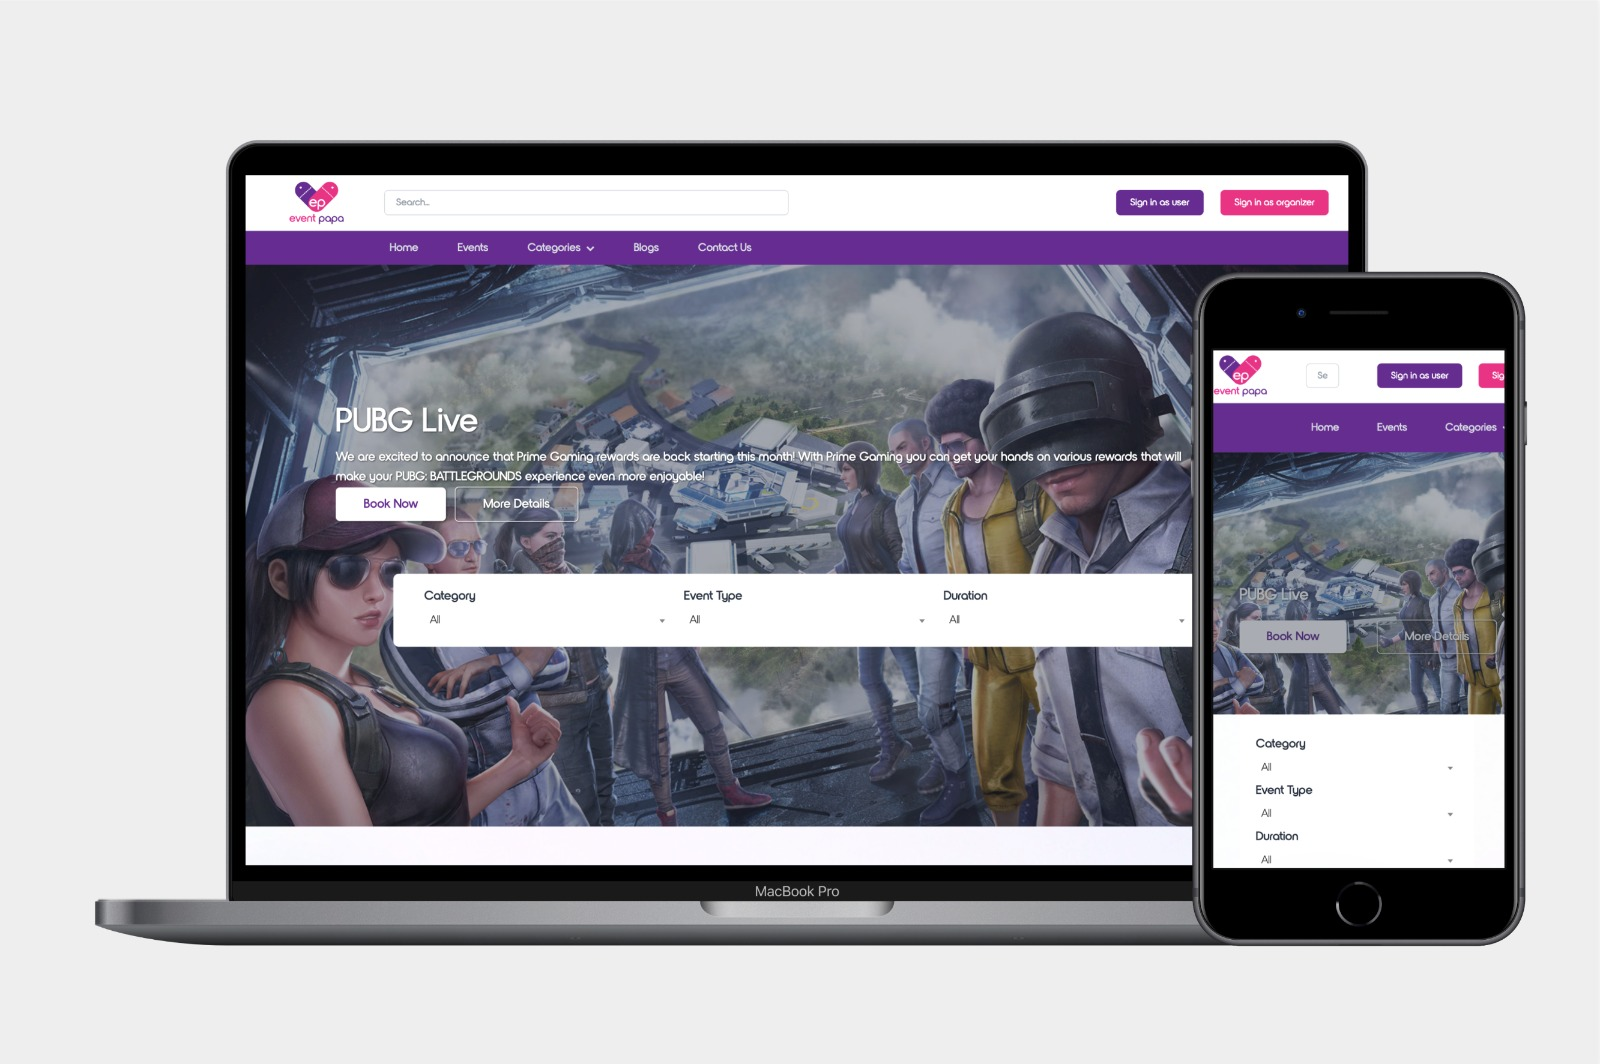 ep
event papa
Search...
Sign in as user
Sign in as organizer
Home
Events
Categories
Blogs
Contact Us
PUBG Live
We are excited to announce that Prime Gaming rewards are back starting this month! With Prime Gaming you can get your hands on various rewards that will
make your PUBG: BATTLEGROUNDS experience even more enjoyable!
Book Now
More Details
Category
Event Type
Duration
All
All
All
MacBook Pro
ep
event papa
Se
Sign in as user
Sig
Home
Events
Categories
PUBG Live
Book Now
More Details
Category
All
Event Type
All
Duration
All